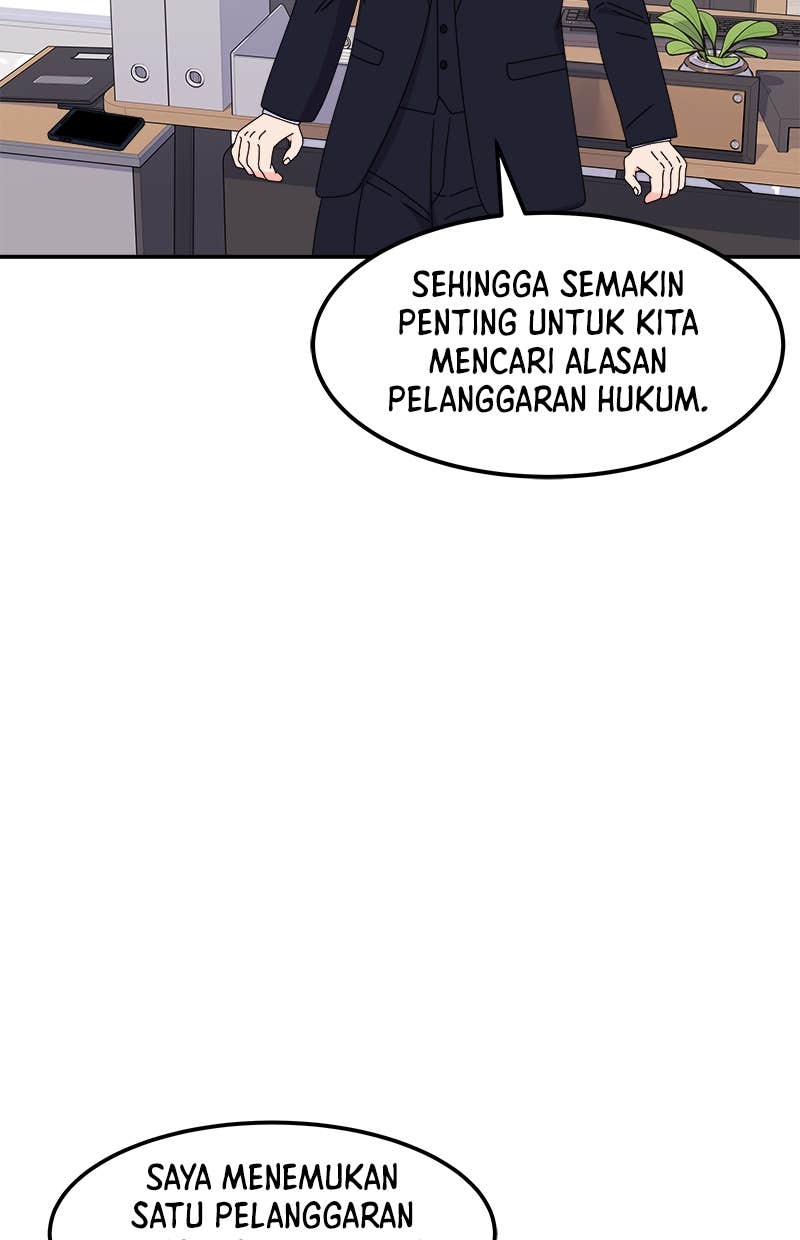 SEHINGGA SEMAKIN
PENTING UNTUK KITA
MENCARI ALASAN
PELANGGARAN HUKUM.
SAYA MENEMUKAN
SATU PELANGGARAN